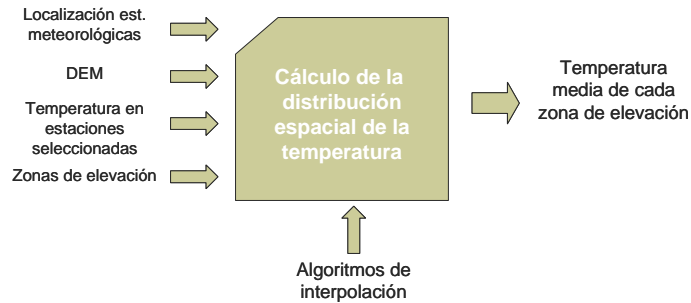 Localización est.
meteorológicas
DEM
Temperatura en
estaciones
seleccionadas
Zonas de elevación
Cálculo de la
distribución
espacial de la
temperatura
Temperatura
media de cada
zona de elevación
Algoritmos de
interpolación